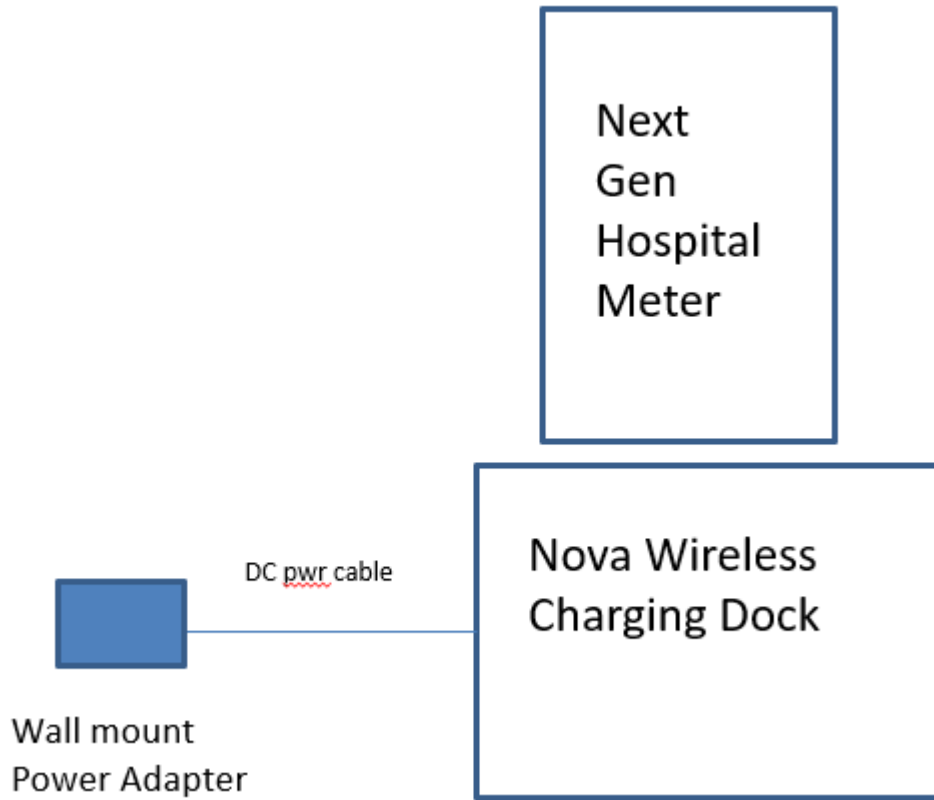 Next
Gen
Hospital
Meter
DC pwr cable
Nova Wireless
Charging Dock
Wall mount
Power Adapter